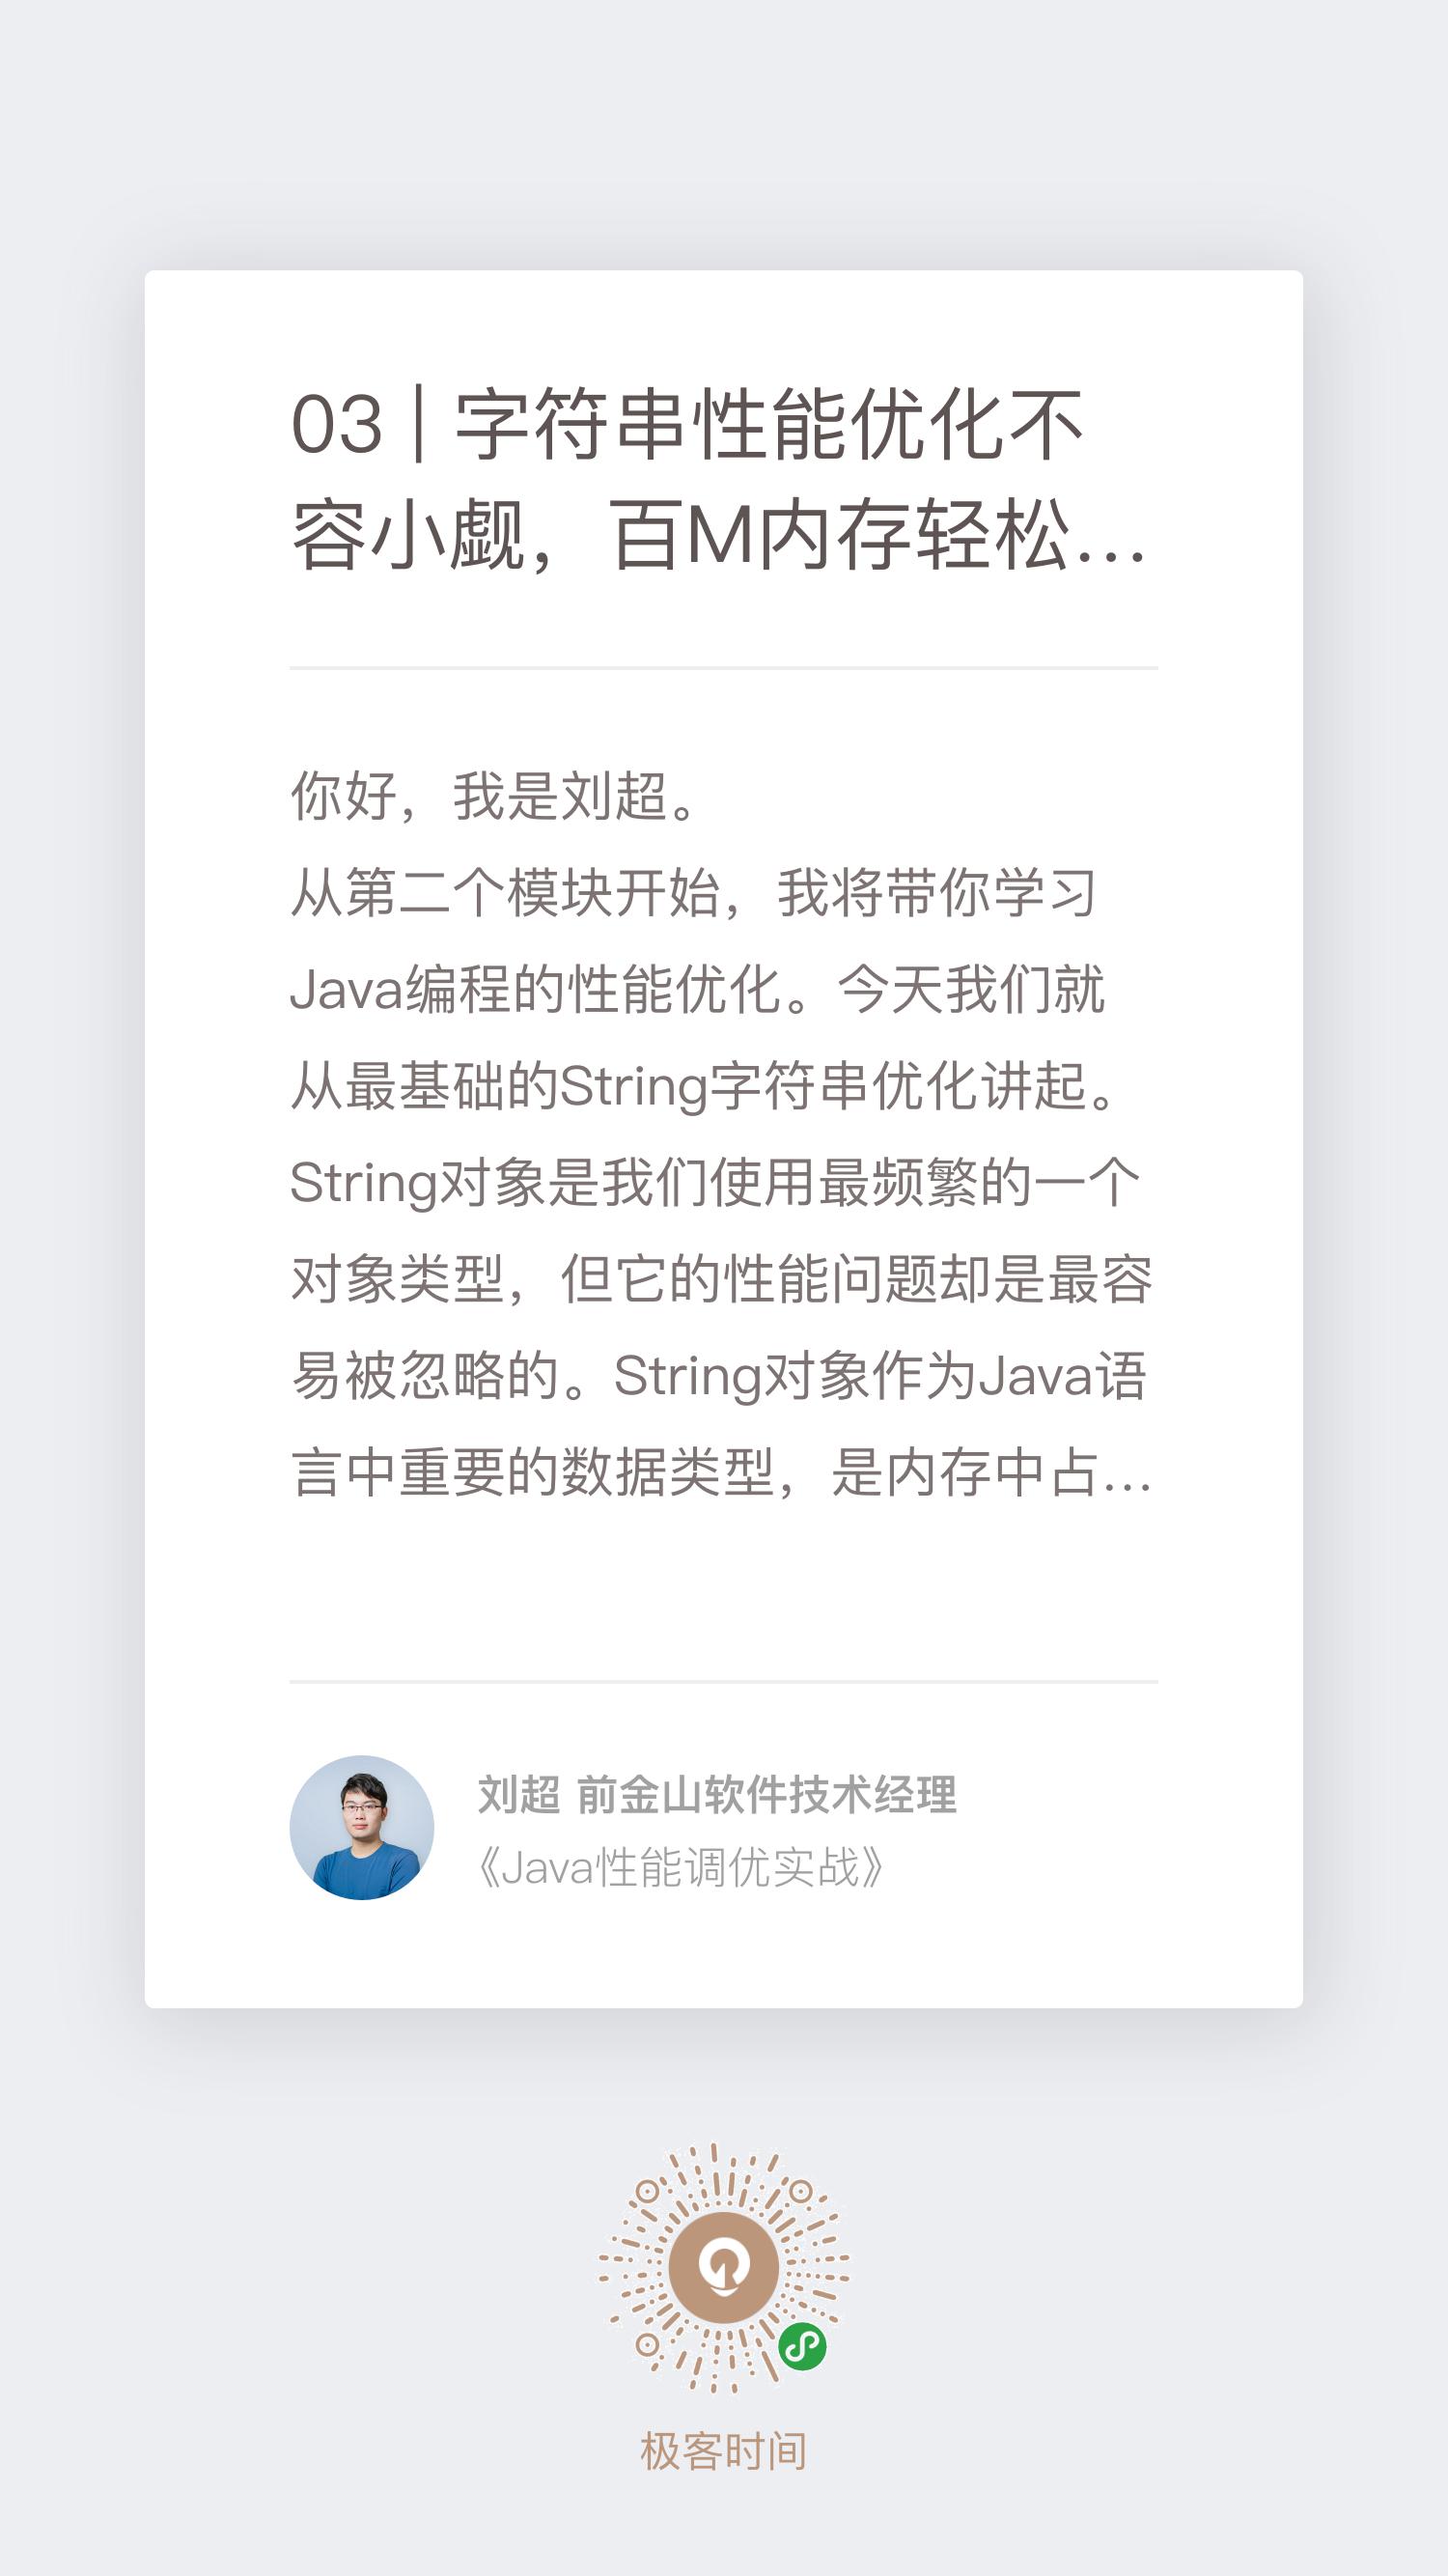 03 | 字符串性能优化不
容小觑，百M内存轻松...
你好，我是刘超。
从第二个模块开始，我将带你学习
Java编程的性能优化。今天我们就
从最基础的String字符串优化讲起。
String对象是我们使用最频繁的一个
对象类型，但它的性能问题却是最容
易被忽略的。String对象作为Java语
言中重要的数据类型，是内存中占...
刘超 前金山软件技术经理
《Java性能调优实战》
极客时间